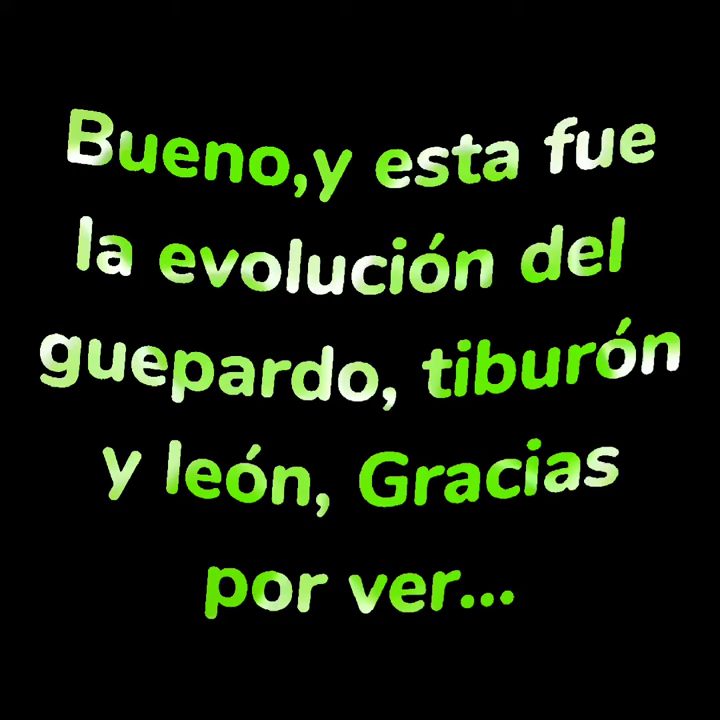 Bueno,y esta fue
la evolución del
guepardo, tiburón
y león, Gracias
por ver...